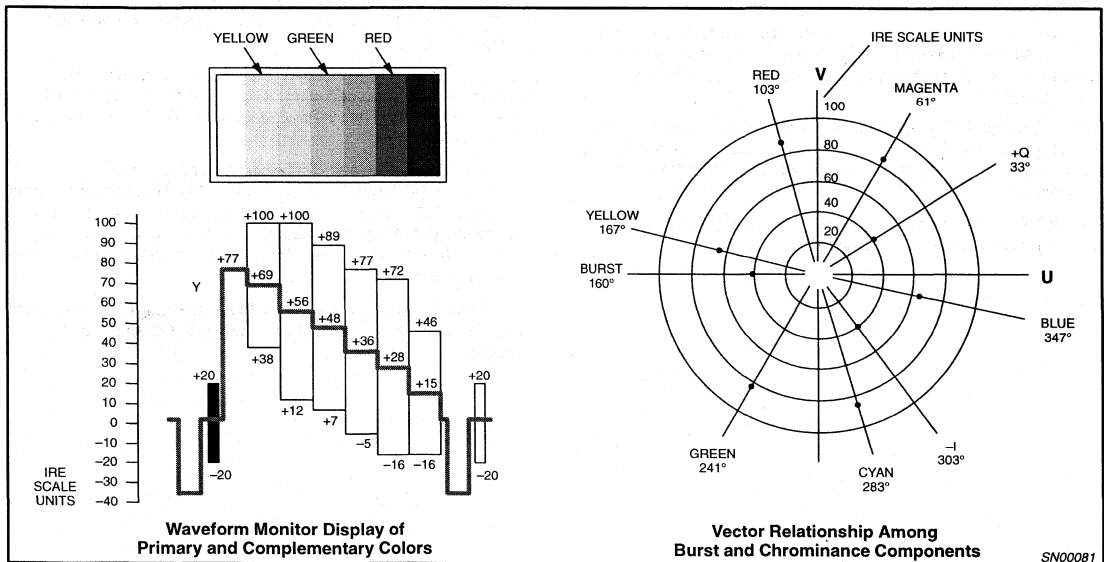 YELLOW GREEN RED
100
90
80
70
60
50
40
30
20
10
0
−10
−20
−30
−40
IRE
SCALE
UNITS
Y
+77
+100
+69
+38
+100
+56
+12
+89
+48
+7
+77
+36
−5
+72
+28
−16
+46
+15
−16
+20
−20
+20
−20
Waveform Monitor Display of
Primary and Complementary Colors
IRE SCALE UNITS
V
100
80
60
40
20
RED
103°
MAGENTA
61°
+Q
33°
YELLOW
167°
BURST
160°
U
BLUE
347°
−I
303°
CYAN
283°
GREEN
241°
Vector Relationship Among
Burst and Chrominance Components
SN00081